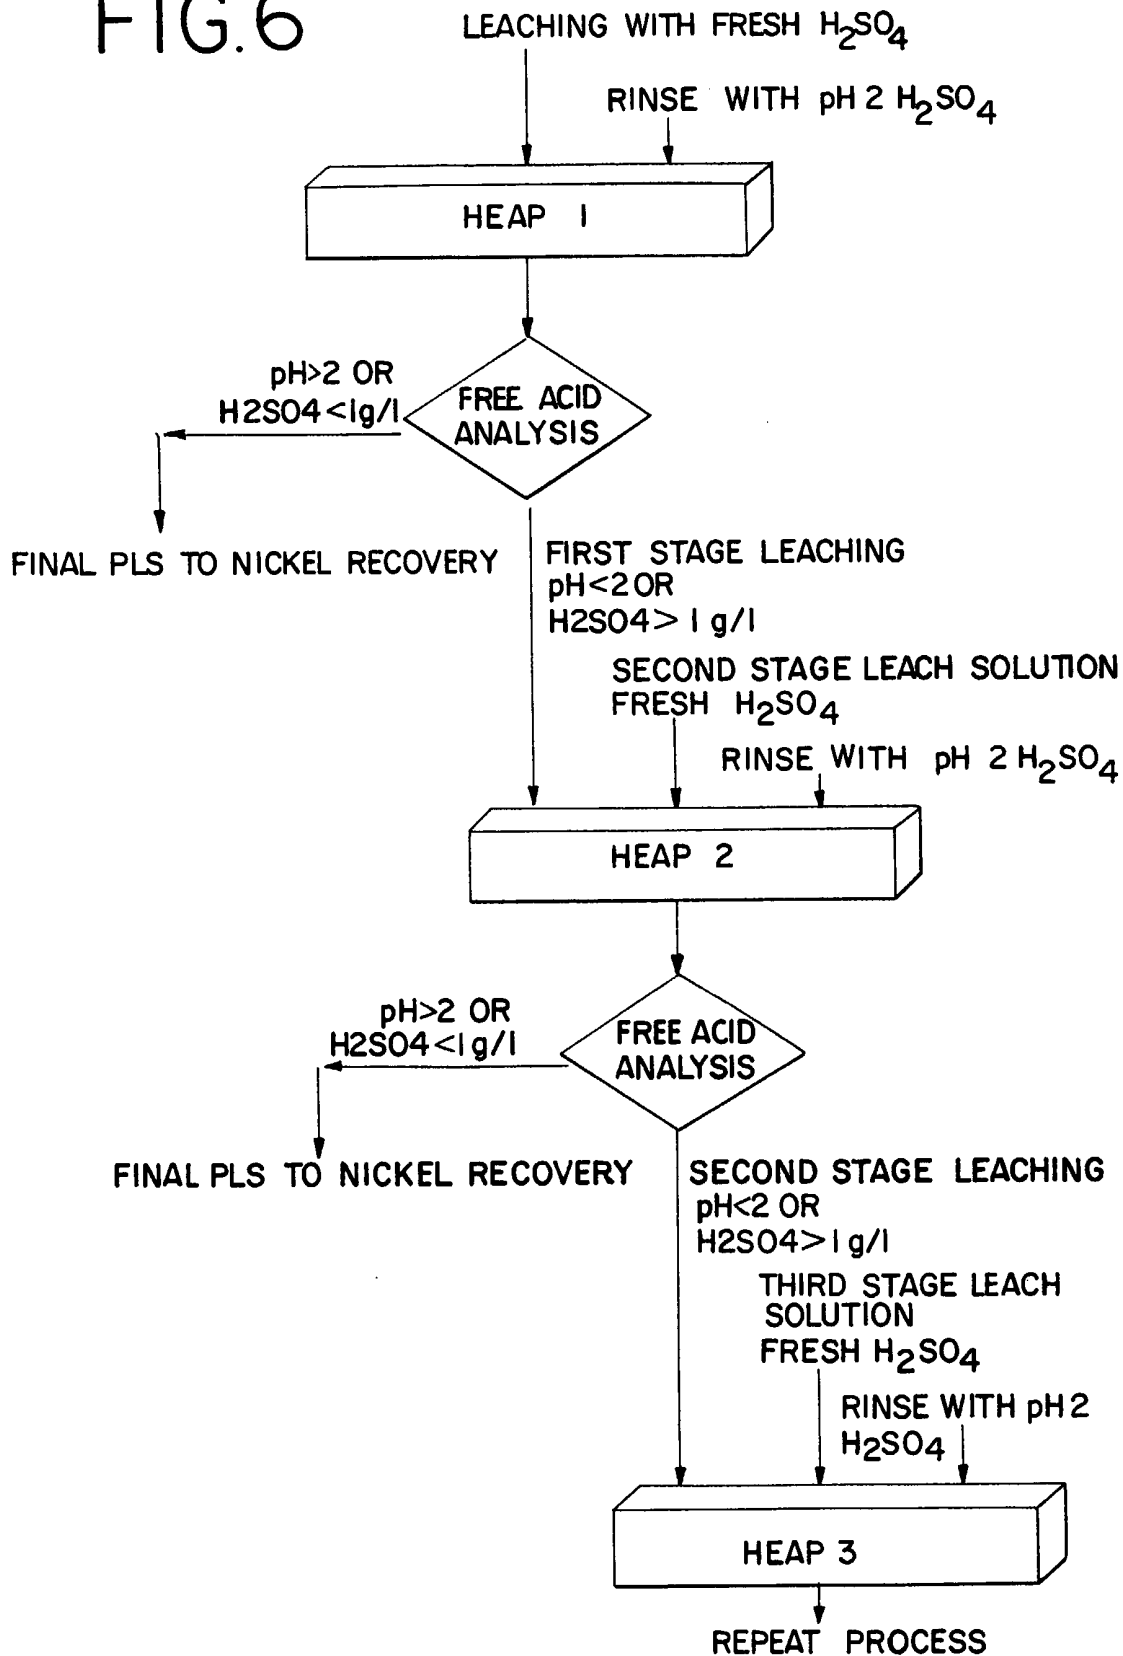 FIG.6
LEACHING WITH FRESH H2SO4
RINSE WITH pH 2 H2SO4
HEAP 1
pH>2 OR
H2SO4<1g/l
FREE ACID
ANALYSIS
FINAL PLS TO NICKEL RECOVERY
FIRST STAGE LEACHING
pH<2 OR
H2SO4> 1 g/l
SECOND STAGE LEACH SOLUTION
FRESH H2SO4
RINSE WITH pH 2 H2SO4
HEAP 2
pH>2 OR
H2SO4<1g/l
FREE ACID
ANALYSIS
FINAL PLS TO NICKEL RECOVERY
SECOND STAGE LEACHING
pH<2 OR
H2SO4>1g/l
THIRD STAGE LEACH
SOLUTION
FRESH H2SO4
RINSE WITH pH 2
H2SO4
HEAP 3
REPEAT PROCESS